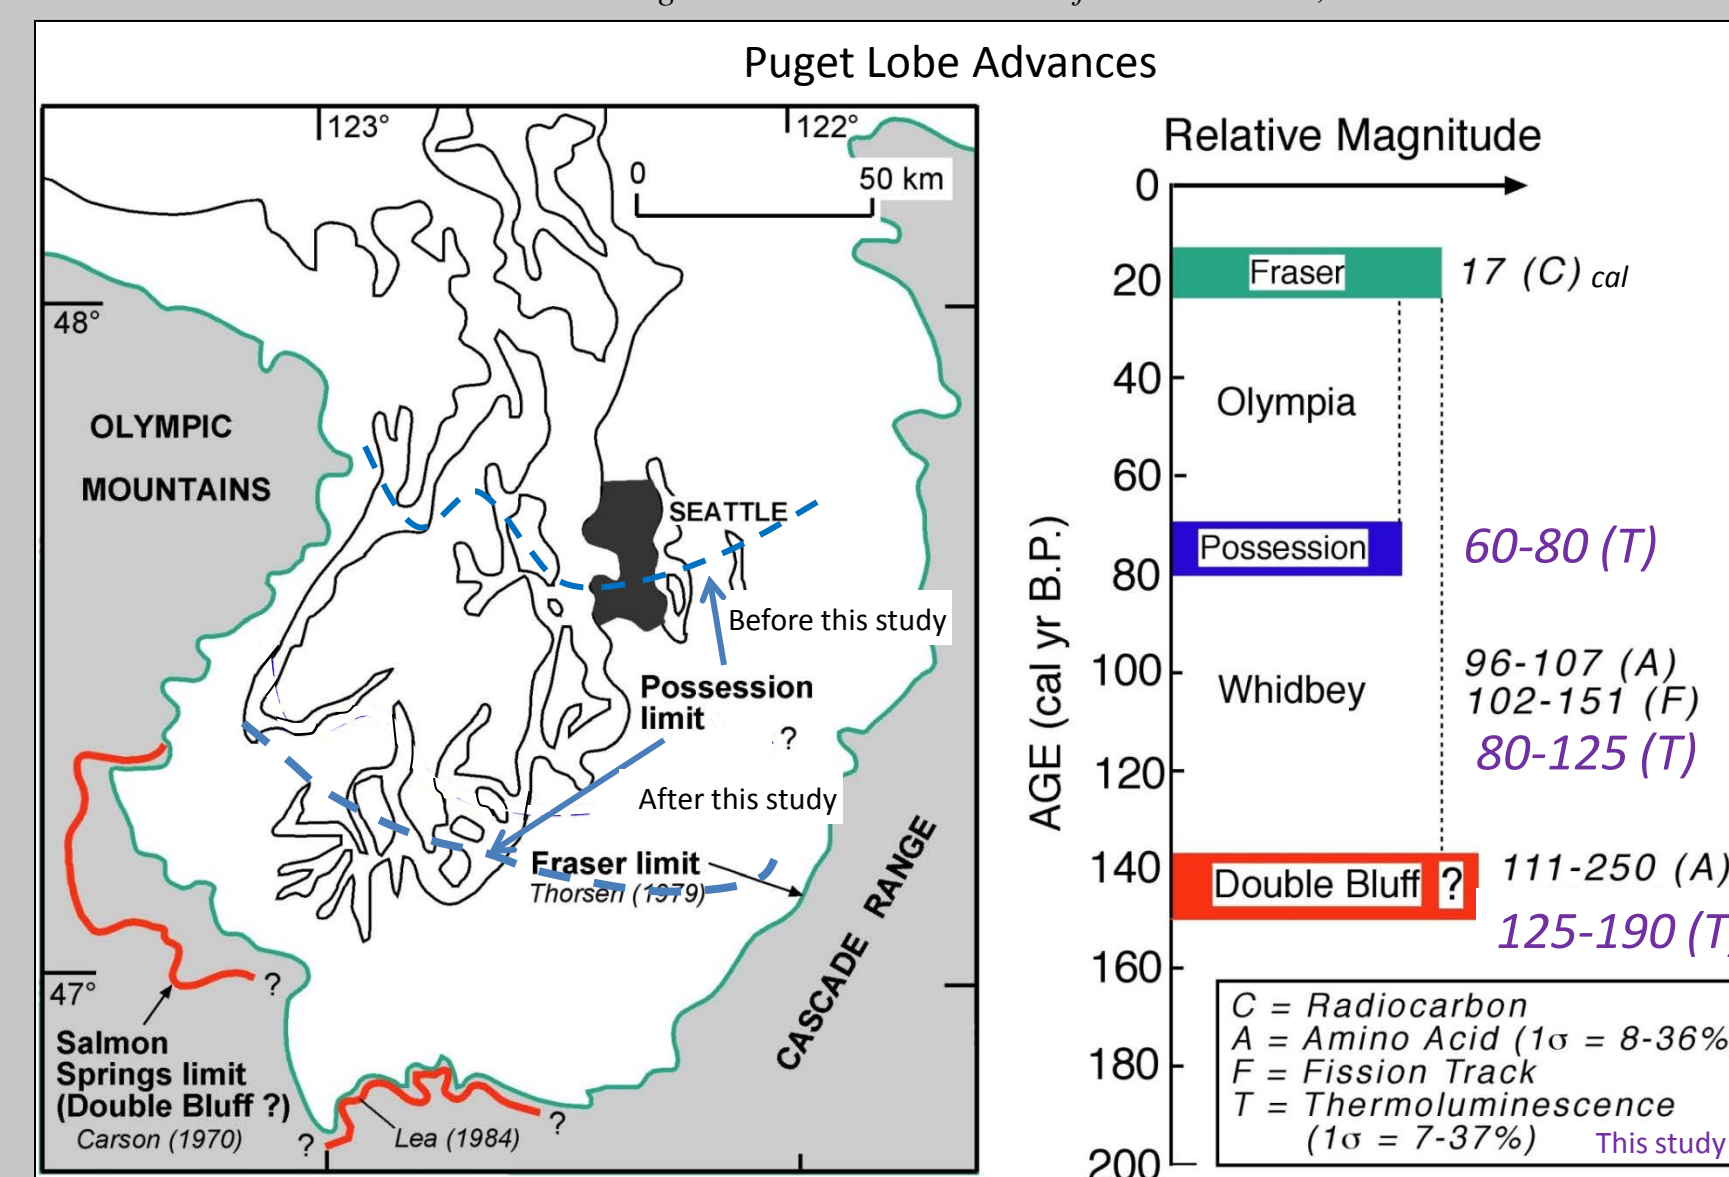 Puget Lobe Advances
123°
122°
0
50 km
48°
OLYMPIC
MOUNTAINS
SEATTLE
Before this study
Possession
limit
?
After this study
Fraser limit
Thorsen (1979)
CASCADE RANGE
47°
?
Salmon
Springs limit
(Double Bluff ?)
Carson (1970)
?
Lea (1984)
?
Relative Magnitude
AGE (cal yr B.P.)
0
20
40
60
80
100
120
140
160
180
200
Fraser
17 (C) cal
Olympia
Possession
60-80 (T)
Whidbey
96-107 (A)
102-151 (F)
80-125 (T)
Double Bluff ?
111-250 (A)
125-190 (T)
C = Radiocarbon
A = Amino Acid (1σ = 8-36%
F = Fission Track
T = Thermoluminescence
(1σ = 7-37%)
This study